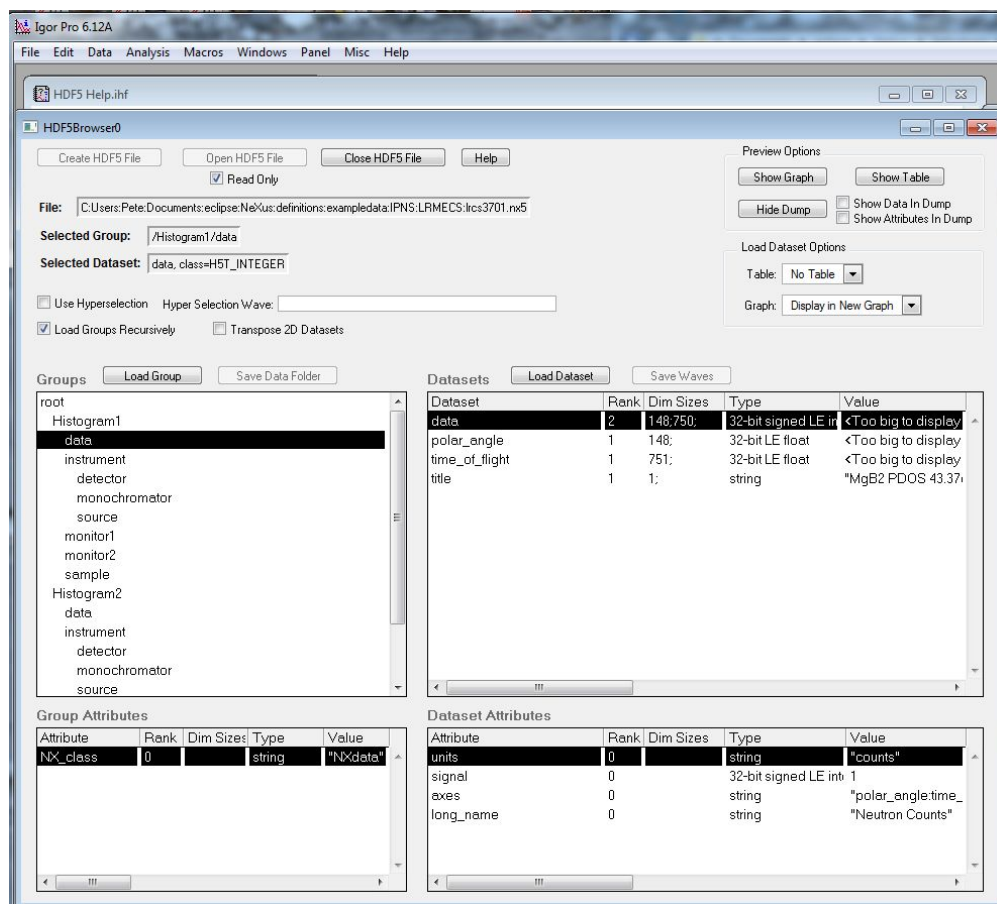 Igor Pro 6.12A
File Edit Data Analysis Macros Windows Panel Misc Help
HDF5 Help.ihf
HDF5Browser0
Create HDF5 File Open HDF5 File Close HDF5 File Help
Read Only
Preview Options
Show Graph Show Table
Hide Dump Show Data In Dump
Show Attributes In Dump
File: C:Users:Pete:Documents:eclipse:NeXus:definitions:exampledata:IPNS:LRMECS:lrcs3701.nx5
Selected Group: /Histogram1/data
Selected Dataset: data, class=H5T_INTEGER
Load Dataset Options
Table: No Table
Graph: Display in New Graph
Use Hyperselection Hyper Selection Wave:
Load Groups Recursively Transpose 2D Datasets
Groups Load Group Save Data Folder
root
Histogram1
data
instrument
detector
monochromator
source
monitor1
monitor2
sample
Histogram2
data
instrument
detector
monochromator
source
Datasets Load Dataset Save Waves
Dataset Rank Dim Sizes Type Value
data 2 148;750; 32-bit signed LE in <Too big to display
polar_angle 1 148; 32-bit LE float <Too big to display
time_of_flight 1 751; 32-bit LE float <Too big to display
title 1 1; string "MgB2 PDOS 43.37
Group Attributes
Attribute Rank Dim Sizes Type Value
NX_class 0 string "NXdata"
Dataset Attributes
Attribute Rank Dim Sizes Type Value
units 0 string "counts"
signal 0 32-bit signed LE int 1
axes 0 string "polar_angle:time_
long_name 0 string "Neutron Counts"